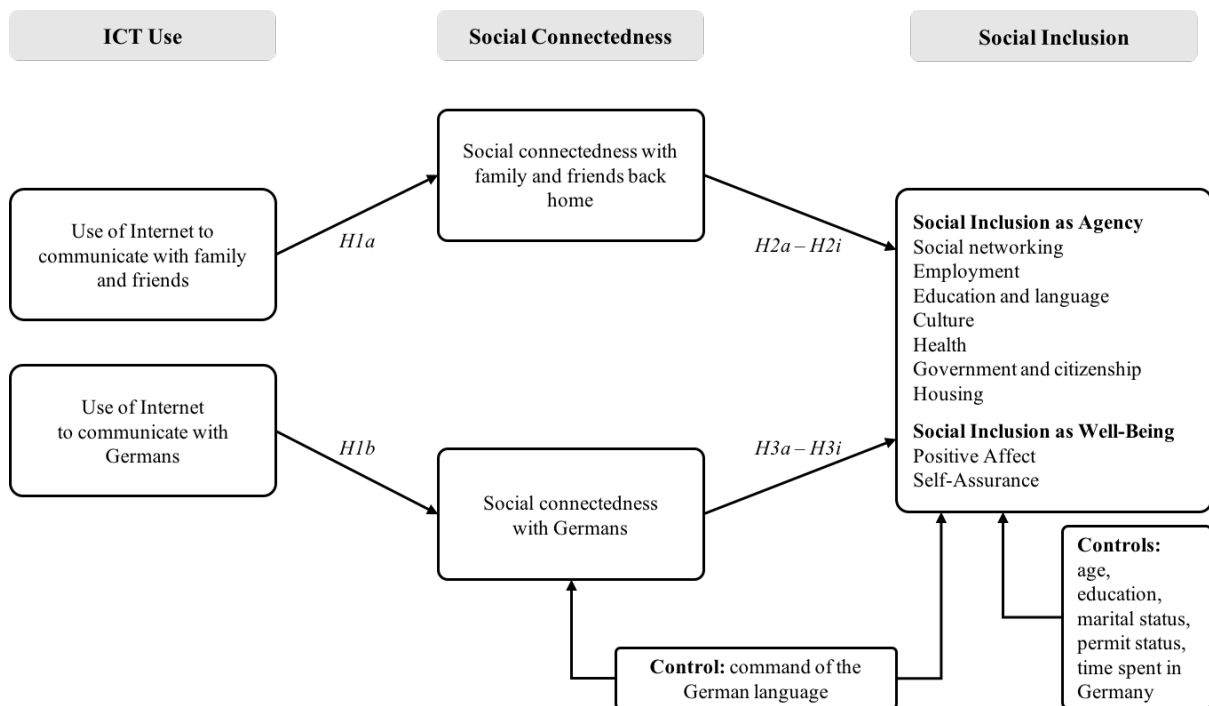 ICT Use
Social Connectedness
Social Inclusion
Social connectedness with
family and friends back
home
Use of Internet to
communicate with family
and friends
H1a
H2a – H2i
Social Inclusion as Agency
Social networking
Employment
Education and language
Culture
Health
Government and citizenship
Housing
Social Inclusion as Well-Being
Positive Affect
Self-Assurance
Use of Internet
to communicate with
Germans
H1b
H3a – H3i
Social connectedness
with Germans
Controls:
age,
education,
marital status,
permit status,
time spent in
Germany
Control: command of the
German language